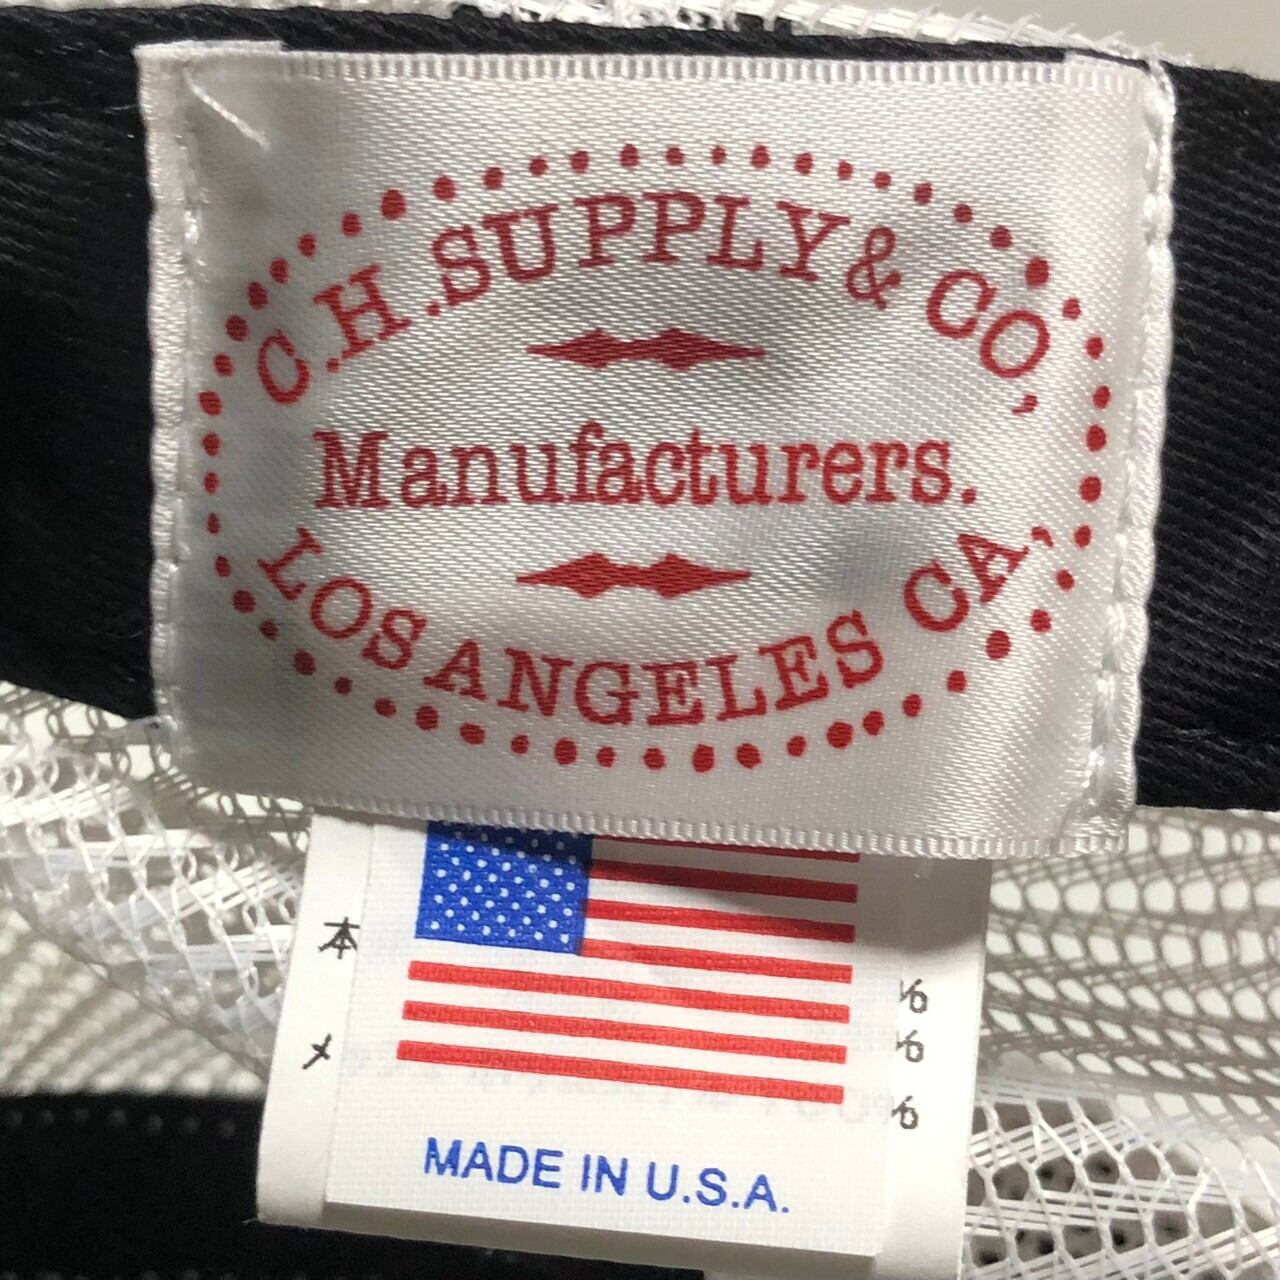 C.H.SUPPLY&CO,
Manufacturers.
LOS ANGELES CA,
本
%
メ
%
%
MADE IN U.S.A.